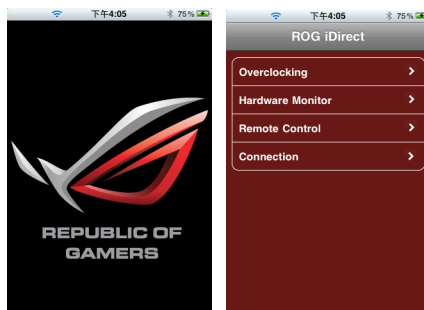 下午4:05
75%
REPUBLIC OF
GAMERS
下午4:05
75%
ROG iDirect
Overclocking
Hardware Monitor
Remote Control
Connection